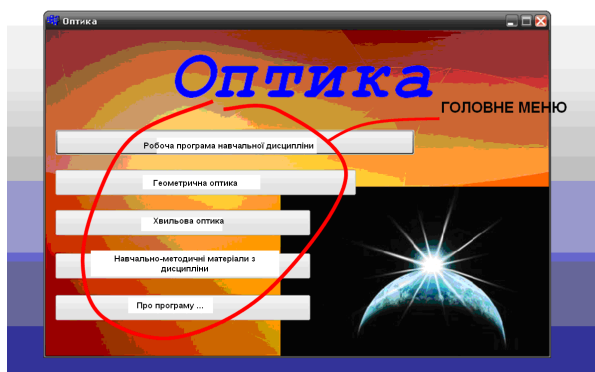 Оптика
Оптика
ГОЛОВНЕ МЕНЮ
Робоча програма навчальної дисципліни
Геометрична оптика
Хвильова оптика
Навчально-методичні матеріали з
дисципліни
Про програму ...